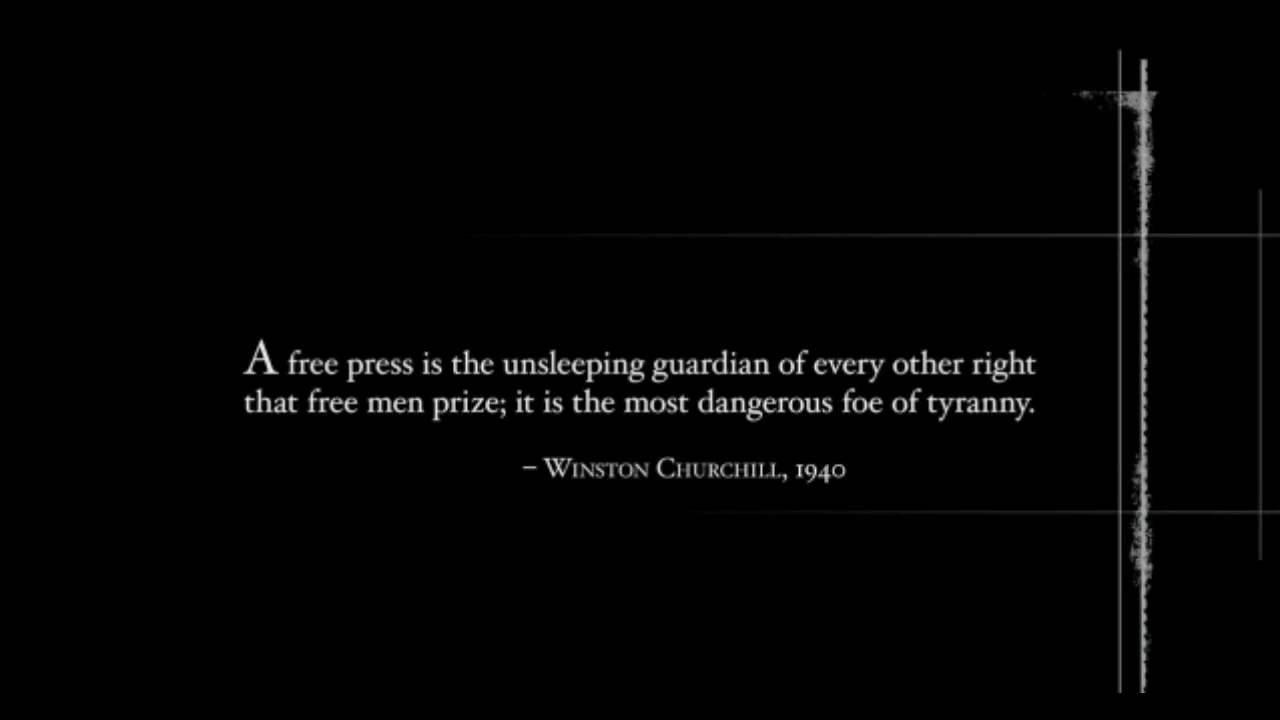 A free press is the unsleeping guardian of every other right
that free men prize; it is the most dangerous foe of tyranny.
– Winston Churchill, 1940